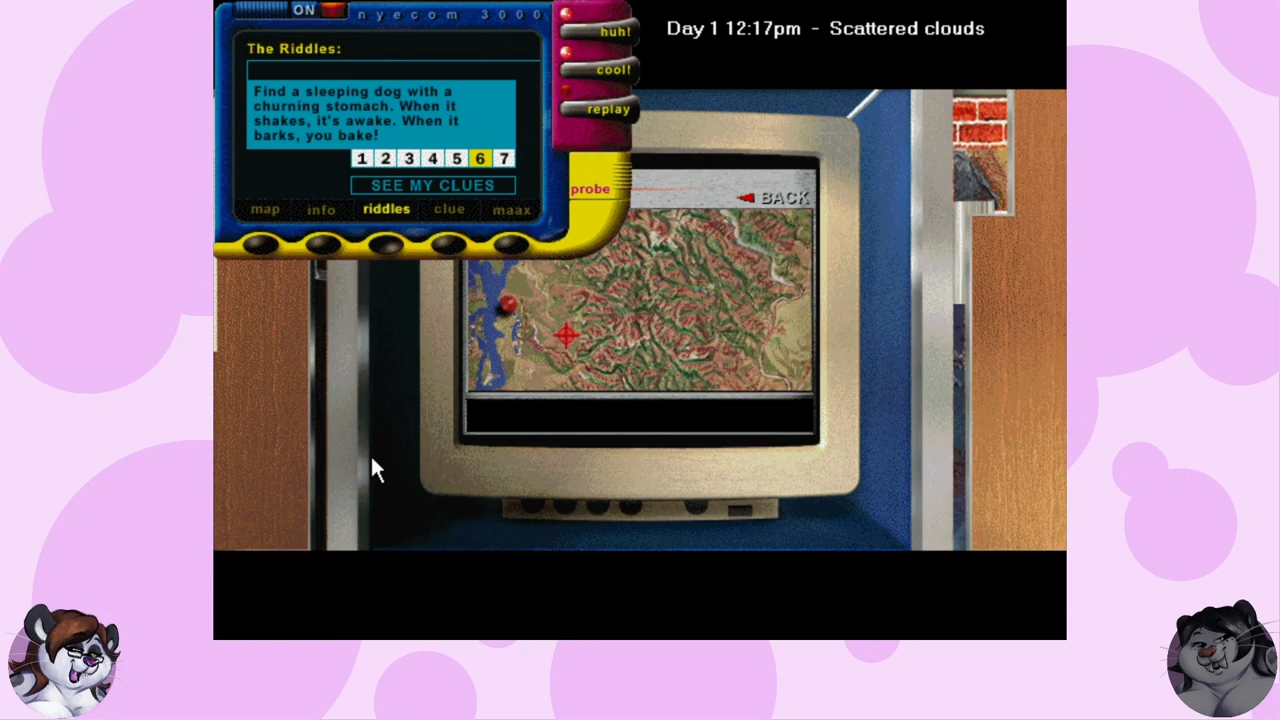 ON
nyecom 3000
huh!
cool!
replay
probe
Day 1 12:17pm - Scattered clouds
The Riddles:
Find a sleeping dog with a
churning stomach. When it
shakes, it's awake. When it
barks, you bake!
1 2 3 4 5 6 7
SEE MY CLUES
map info riddles clue maax
BACK